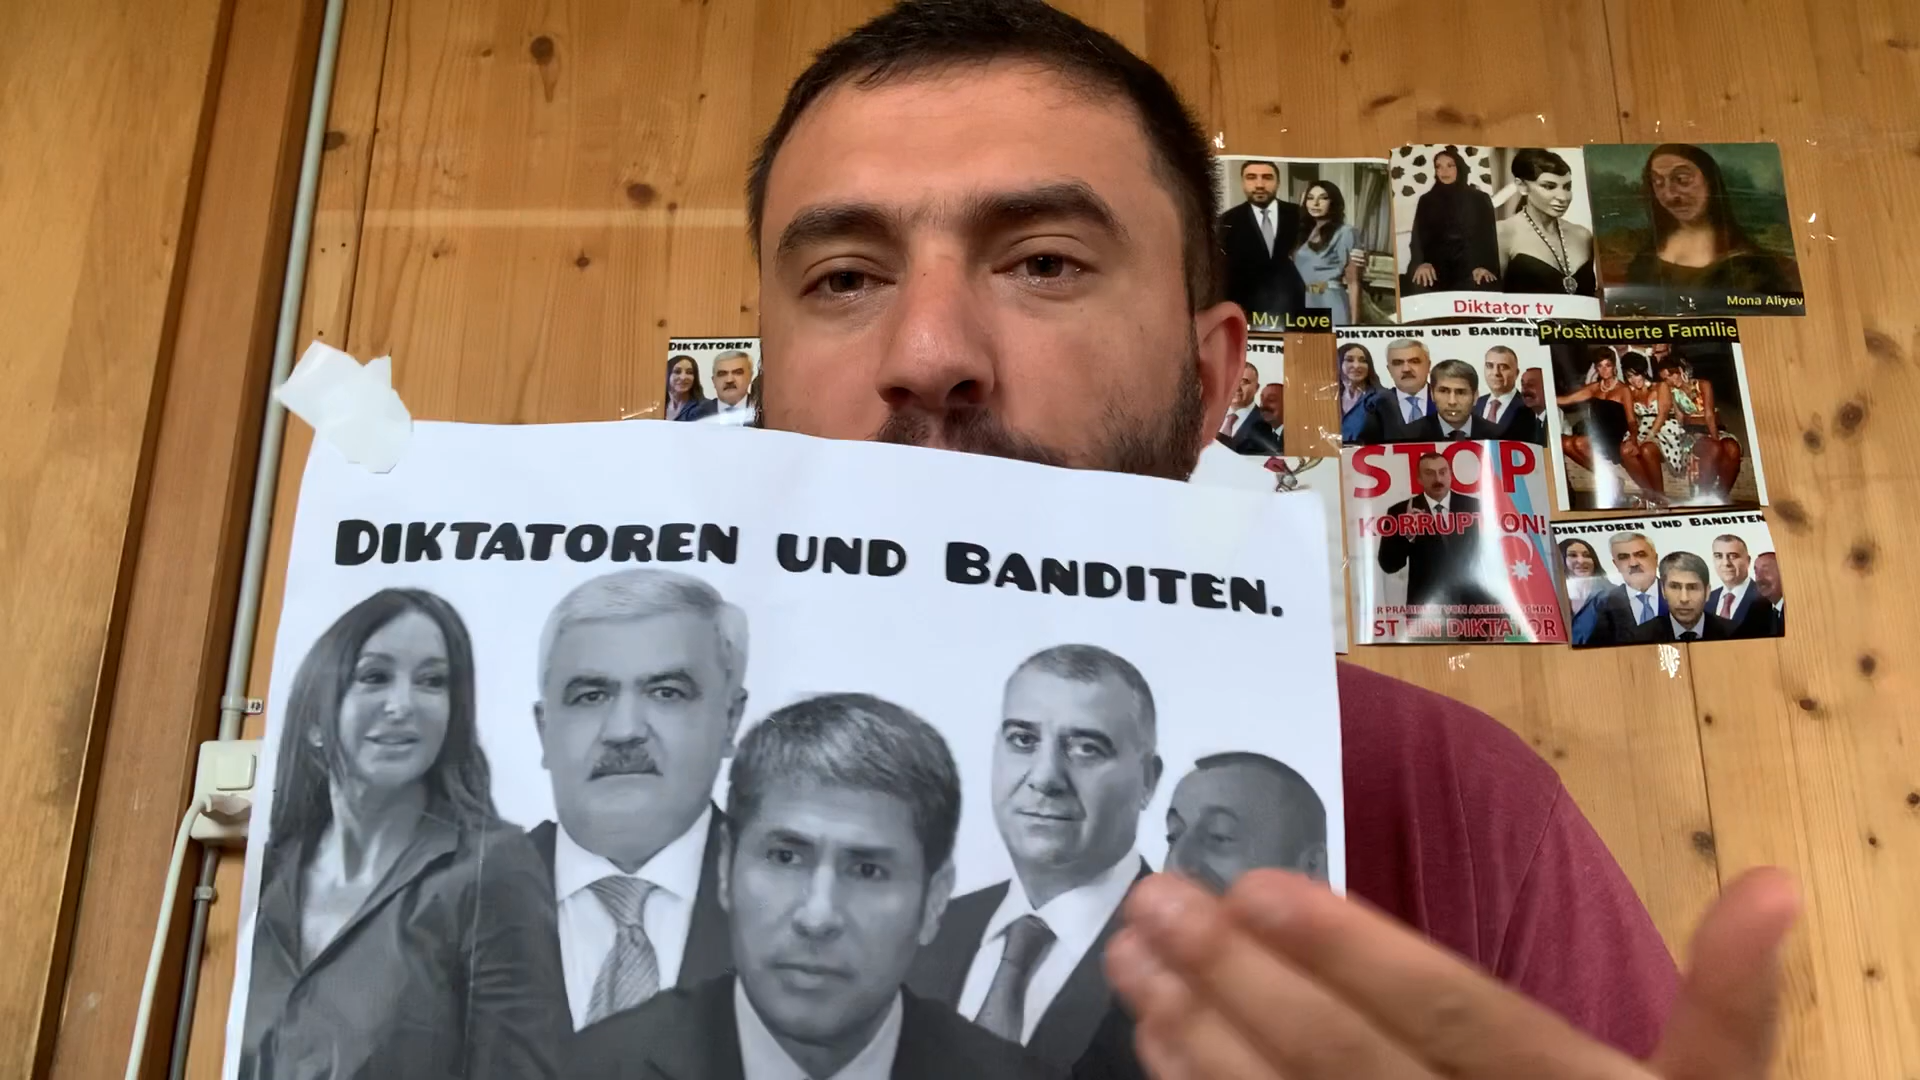 DIKTATOREN UND BANDITEN.
My Love
Diktator tv
Mona Aliyev
DIKTATOREN
DIKTATOREN UND BANDITEN
Prostituierte Familie
STOP
KORRUPTION!
IST EIN DIKTATOR
DIKTATOREN UND BANDITEN